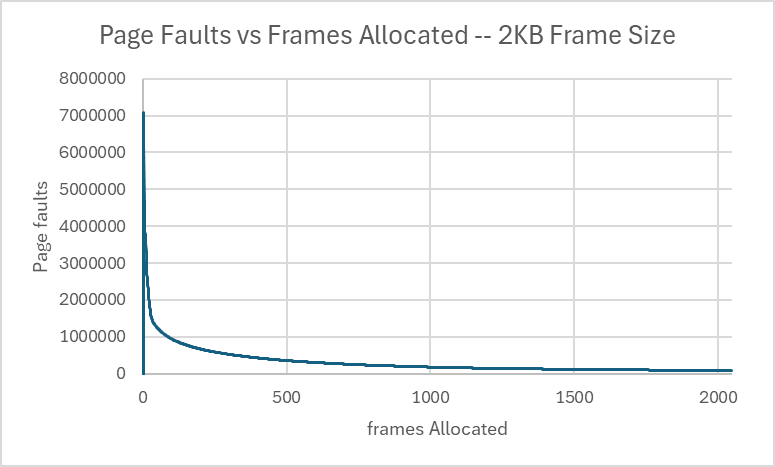 Page Faults vs Frames Allocated -- 2KB Frame Size
8000000
7000000
6000000
5000000
4000000
3000000
2000000
1000000
0
Page faults
0 500 1000 1500 2000
frames Allocated